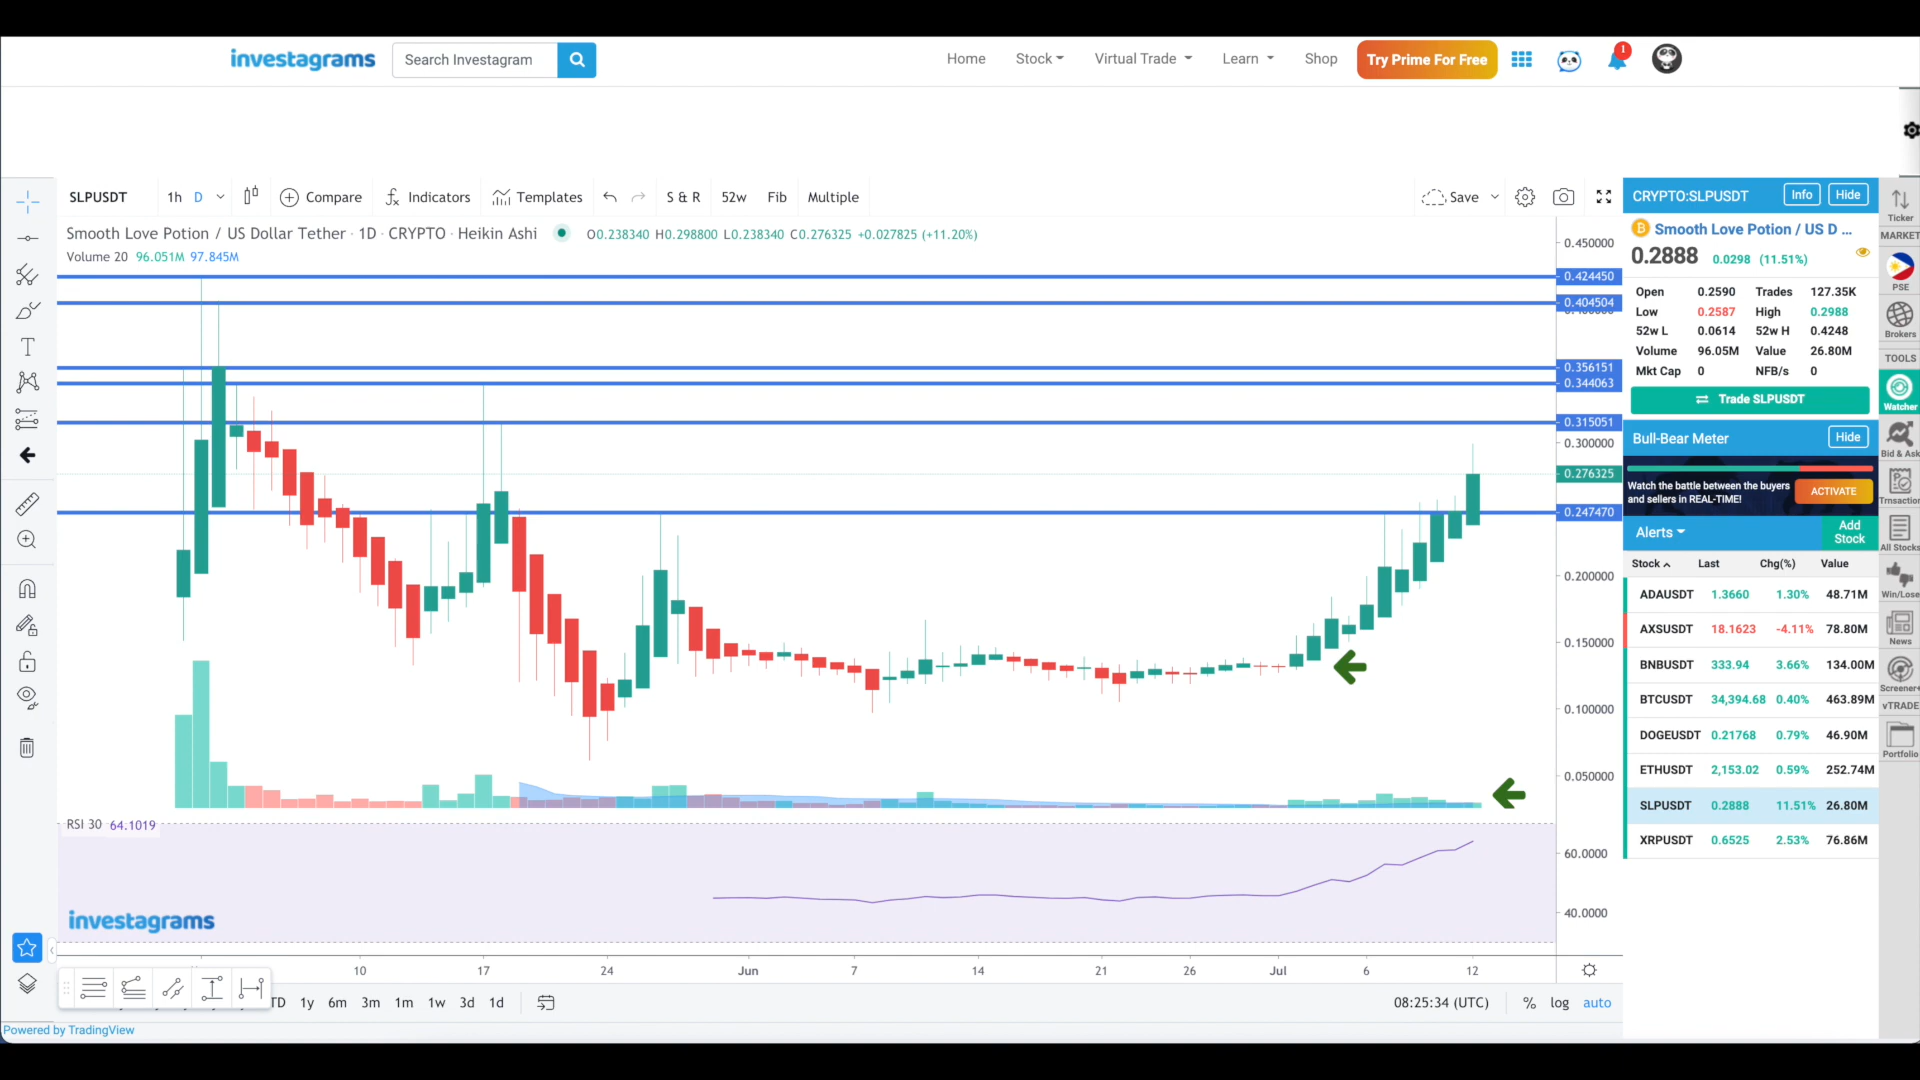 investagrams
Search Investagram
Home Stock Virtual Trade Learn Shop Try Prime For Free 1
SLPUSDT 1h D Compare Indicators Templates S & R 52w Fib Multiple Save
Smooth Love Potion / US Dollar Tether · 1D · CRYPTO · Heikin Ashi O0.238340 H0.298800 L0.238340 C0.276325 +0.027825 (+11.20%)
Volume 20 96.051M 97.845M
0.450000
0.424450
0.404504
0.356151
0.344063
0.315051
0.300000
0.276325
0.247470
0.200000
0.150000
0.100000
0.050000
RSI 30 64.1019
60.0000
40.0000
investagrams
10 17 24 Jun 7 14 21 26 Jul 6 12
TD 1y 6m 3m 1m 1w 3d 1d 08:25:34 (UTC) % log auto
Powered by TradingView
CRYPTO:SLPUSDT Info Hide
Smooth Love Potion / US D ...
0.2888 0.0298 (11.51%)
Open 0.2590 Trades 127.35K
Low 0.2587 High 0.2988
52w L 0.0614 52w H 0.4248
Volume 96.05M Value 26.80M
Mkt Cap 0 NFB/s 0
Trade SLPUSDT
Bull-Bear Meter Hide
Watch the battle between the buyers
and sellers in REAL-TIME!
ACTIVATE
Alerts Add
Stock
Stock Last Chg(%) Value
ADAUSDT 1.3660 1.30% 48.71M
AXSUSDT 18.1623 -4.11% 78.80M
BNBUSDT 333.94 3.66% 134.00M
BTCUSDT 34,394.68 0.40% 463.89M
DOGEUSDT 0.21768 0.79% 46.90M
ETHUSDT 2,153.02 0.59% 252.74M
SLPUSDT 0.2888 11.51% 26.80M
XRPUSDT 0.6525 2.53% 76.86M
Ticker
MARKET
PSE
Brokers
TOOLS
Watcher
Bid & Ask
Trnsaction
All Stocks
Win/Lose
News
Screener+
vTRADE
Portfolio